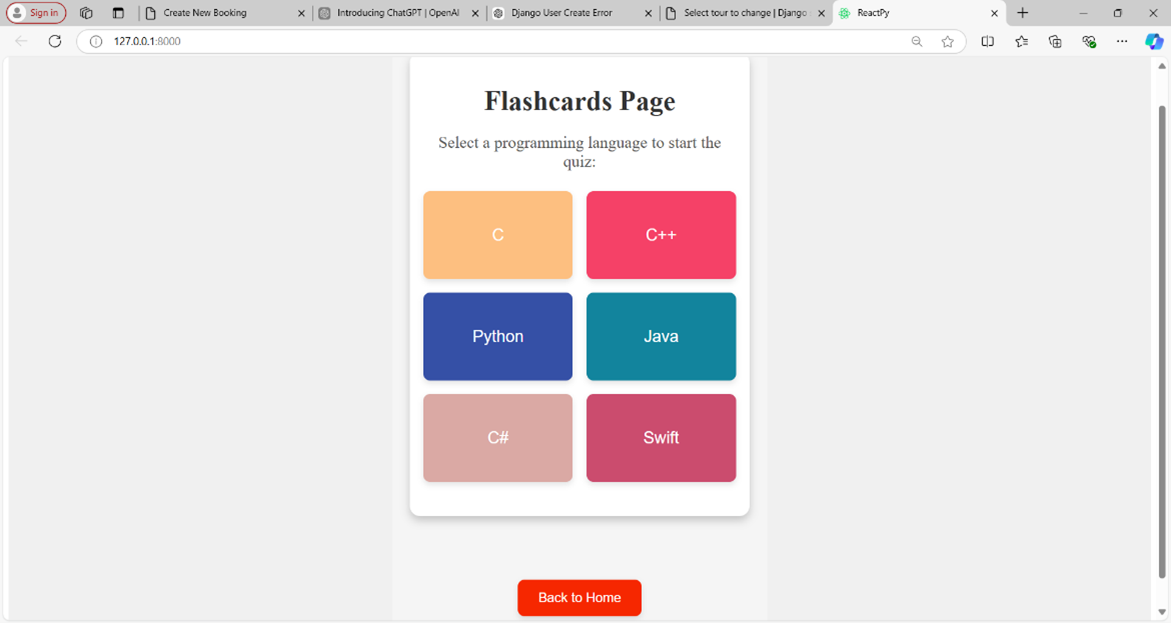 Sign in
Create New Booking
Introducing ChatGPT | OpenAI
Django User Create Error
Select tour to change | Django
ReactPy
127.0.0.1:8000
Flashcards Page
Select a programming language to start the
quiz:
C
C++
Python
Java
C#
Swift
Back to Home